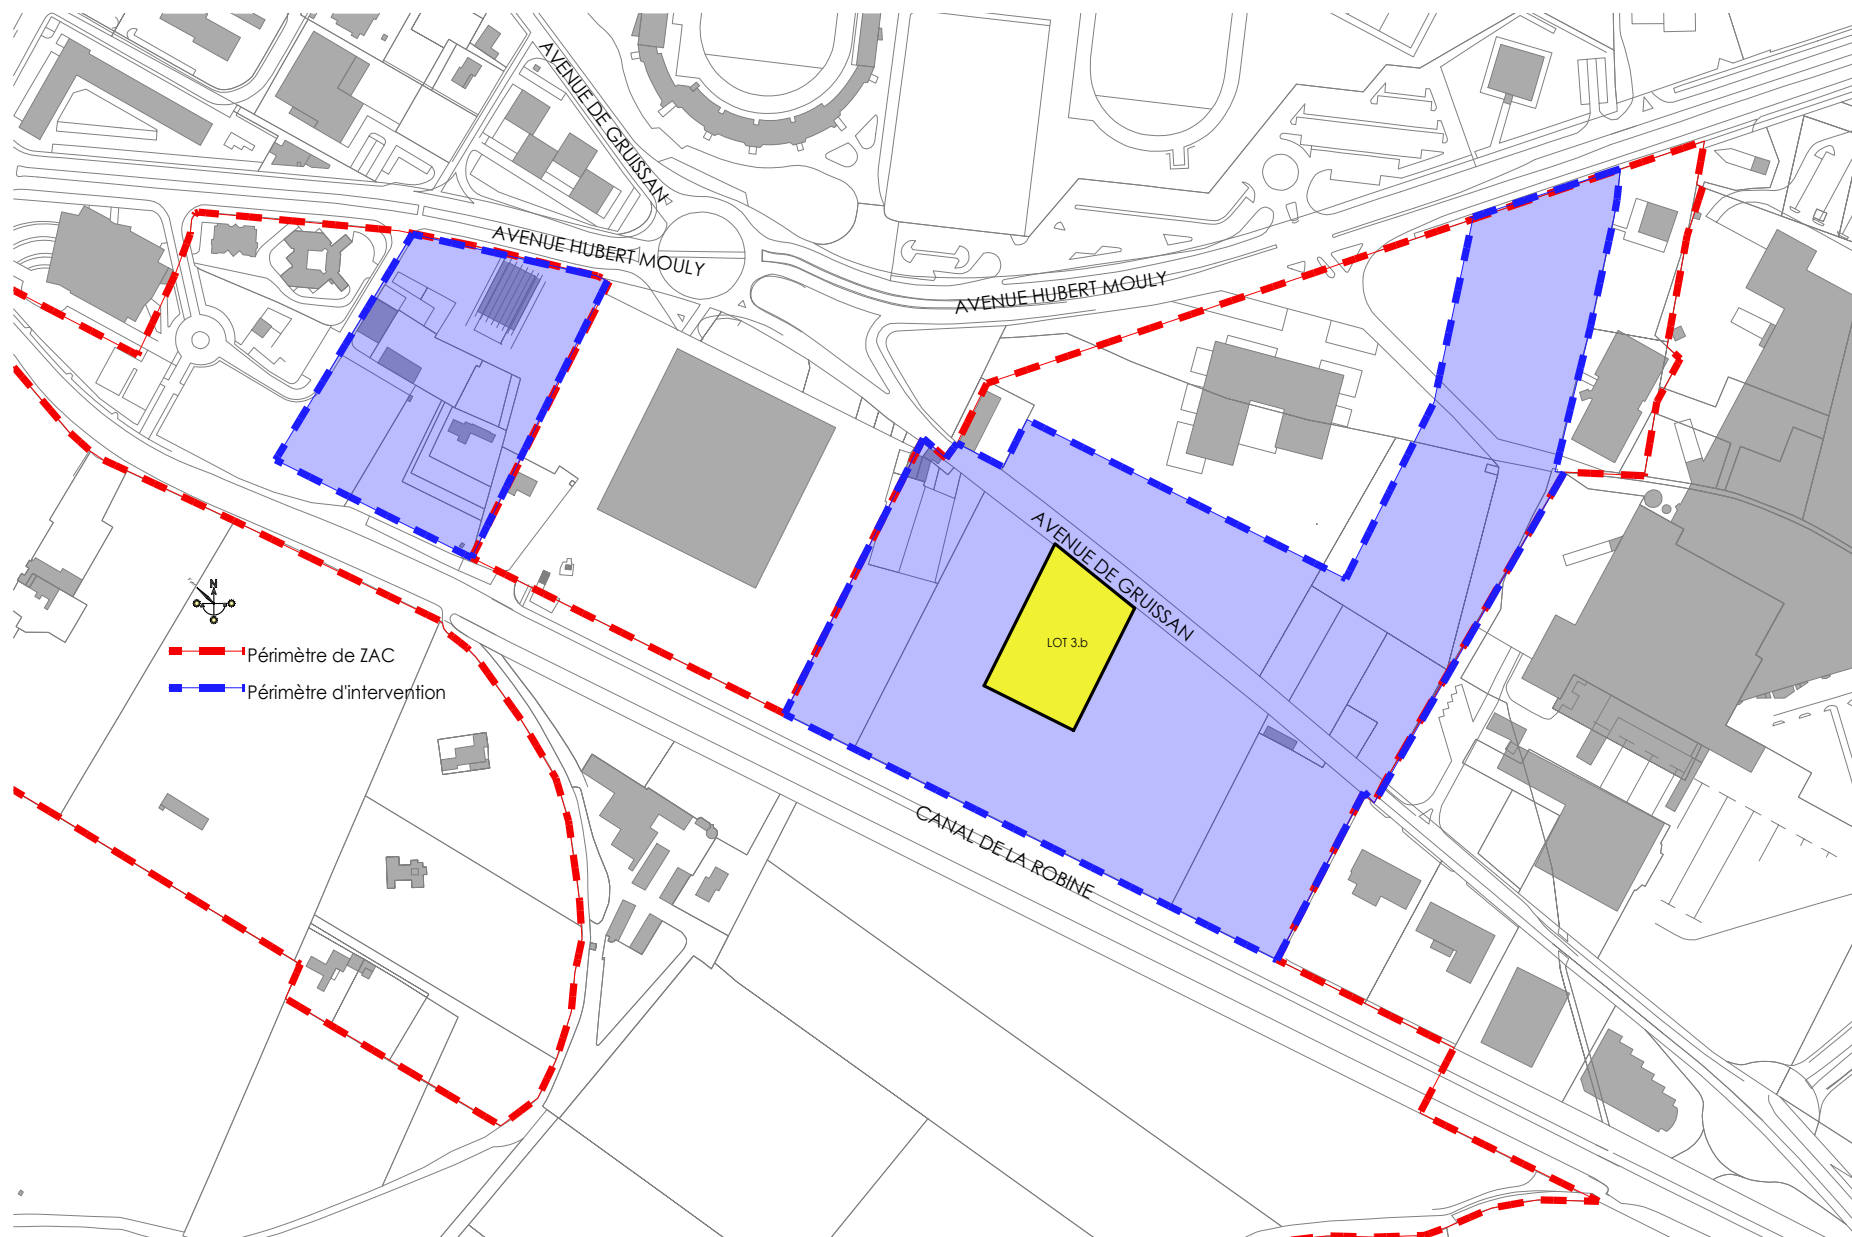 AVENUE DE GRUISSAN
AVENUE HUBERT MOULY
AVENUE HUBERT MOULY
AVENUE DE GRUISSAN
LOT 3.b
N
Périmètre de ZAC
Périmètre d'intervention
CANAL DE LA ROBINE